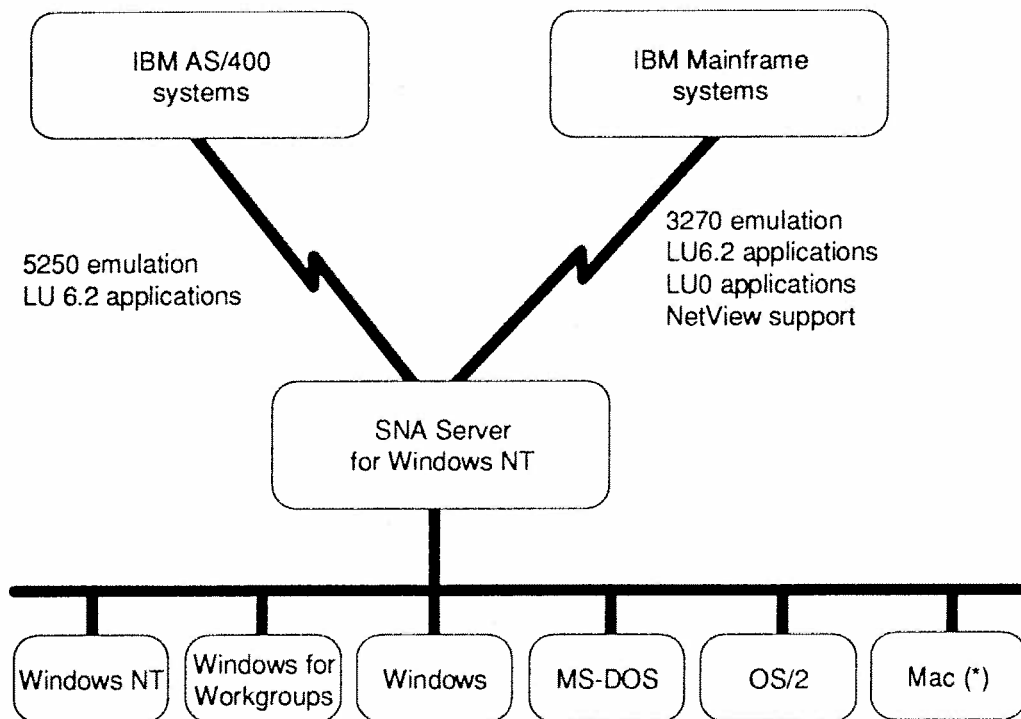 IBM AS/400
systems
IBM Mainframe
systems
5250 emulation
LU 6.2 applications
3270 emulation
LU6.2 applications
LU0 applications
NetView support
SNA Server
for Windows NT
Windows NT
Windows for
Workgroups
Windows
MS-DOS
OS/2
Mac (*)